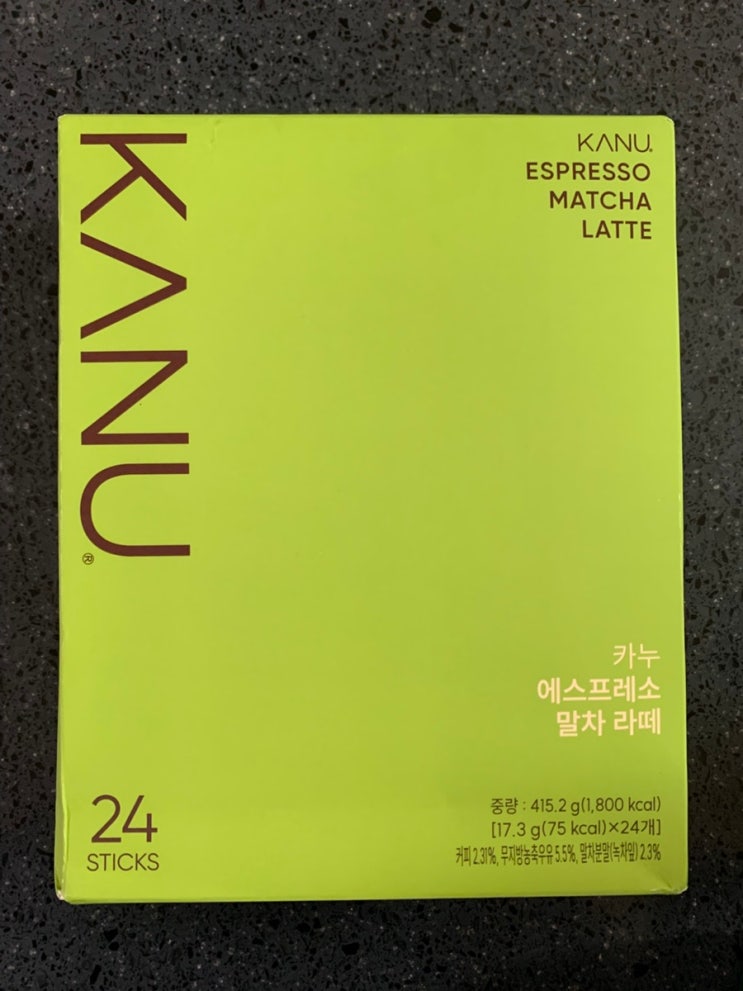 KANU®
KANU®
ESPRESSO
MATCHA
LATTE
카누
에스프레소
말차 라떼
24
STICKS
중량 : 415.2 g(1,800 kcal)
[17.3 g(75 kcal)×24개]
커피 2.31%, 무지방농축우유 5.5%, 말차분말(녹차잎) 2.3%